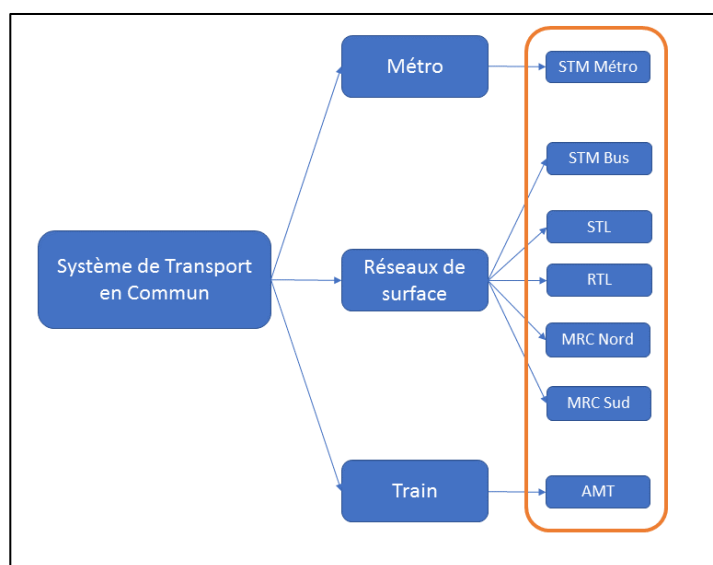 Métro
STM Métro
STM Bus
STL
Système de Transport
en Commun
Réseaux de
surface
RTL
MRC Nord
MRC Sud
Train
AMT